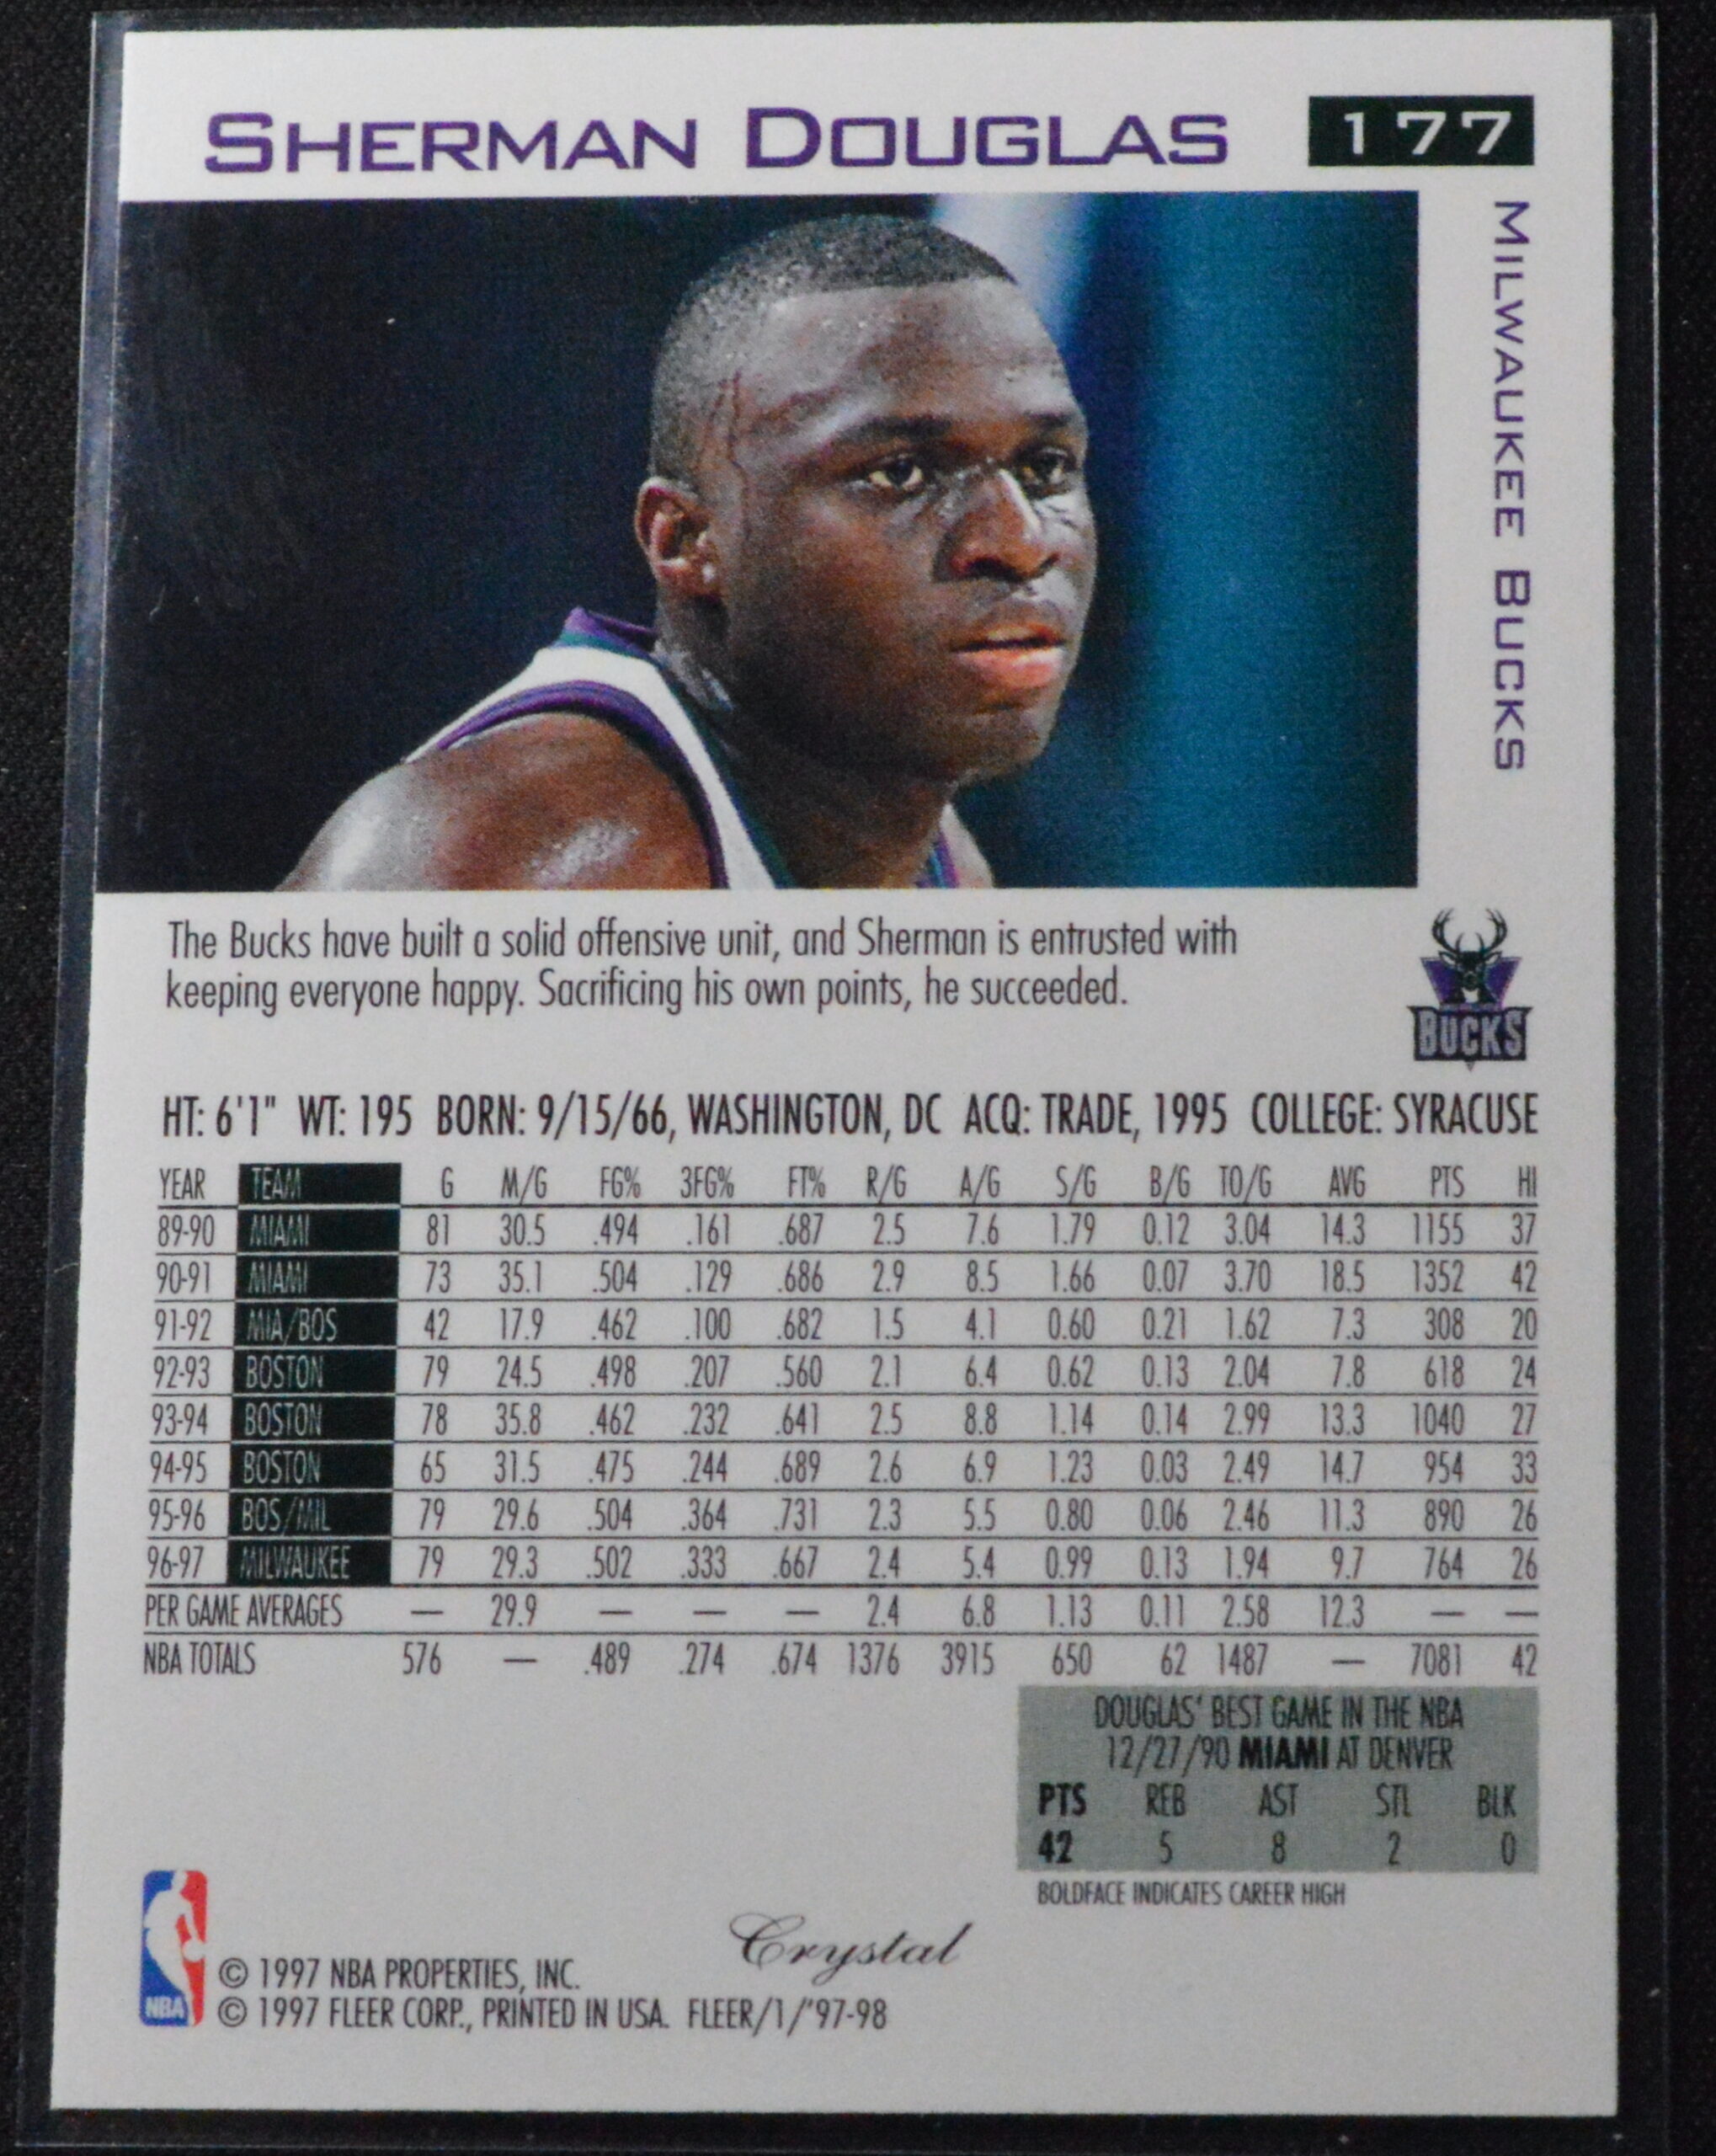 SHERMAN DOUGLAS
177
MILWAUKEE BUCKS
The Bucks have built a solid offensive unit, and Sherman is entrusted with
keeping everyone happy. Sacrificing his own points, he succeeded.
BUCKS
HT: 6'1" WT: 195 BORN: 9/15/66, WASHINGTON, DC ACQ: TRADE, 1995 COLLEGE: SYRACUSE
YEAR TEAM G M/G FG% 3FG% FT% R/G A/G S/G B/G TO/G AVG PTS HI
89-90 MIAMI 81 30.5 .494 .161 .687 2.5 7.6 1.79 0.12 3.04 14.3 1155 37
90-91 MIAMI 73 35.1 .504 .129 .686 2.9 8.5 1.66 0.07 3.70 18.5 1352 42
91-92 MIA/BOS 42 17.9 .462 .100 .682 1.5 4.1 0.60 0.21 1.62 7.3 308 20
92-93 BOSTON 79 24.5 .498 .207 .560 2.1 6.4 0.62 0.13 2.04 7.8 618 24
93-94 BOSTON 78 35.8 .462 .232 .641 2.5 8.8 1.14 0.14 2.99 13.3 1040 27
94-95 BOSTON 65 31.5 .475 .244 .689 2.6 6.9 1.23 0.03 2.49 14.7 954 33
95-96 BOS/MIL 79 29.6 .504 .364 .731 2.3 5.5 0.80 0.06 2.46 11.3 890 26
96-97 MILWAUKEE 79 29.3 .502 .333 .667 2.4 5.4 0.99 0.13 1.94 9.7 764 26
PER GAME AVERAGES — 29.9 — — — 2.4 6.8 1.13 0.11 2.58 12.3 — —
NBA TOTALS 576 — .489 .274 .674 1376 3915 650 62 1487 — 7081 42
DOUGLAS' BEST GAME IN THE NBA
12/27/90 MIAMI AT DENVER
PTS REB AST STL BLK
42 5 8 2 0
BOLDFACE INDICATES CAREER HIGH
Crystal
NBA
© 1997 NBA PROPERTIES, INC.
© 1997 FLEER CORP., PRINTED IN USA. FLEER/1/'97-98